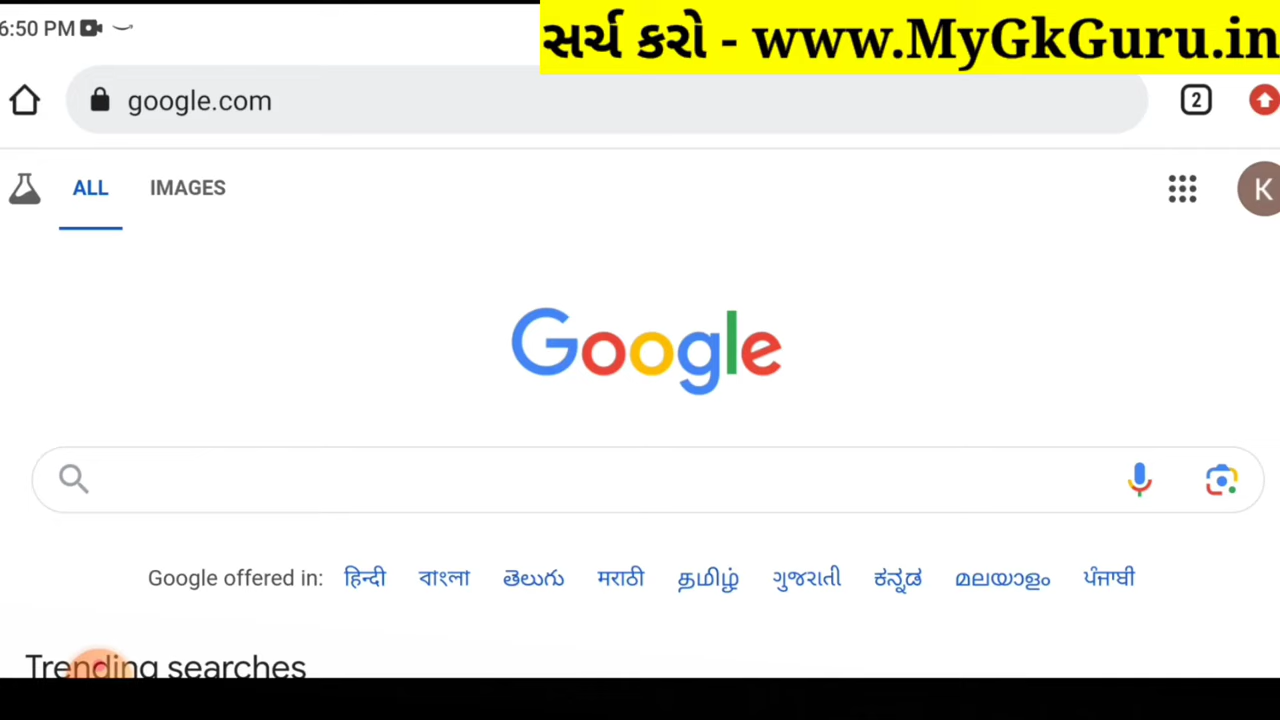 6:50 PM
સર્ચ કરો - www.MyGkGuru.in
google.com
2
ALL IMAGES
K
Google
Google offered in: हिन्दी বাংলা తెలుగు मराठी தமிழ் ગુજરાતી ಕನ್ನಡ മലയാളം ਪੰਜਾਬੀ
Trending searches